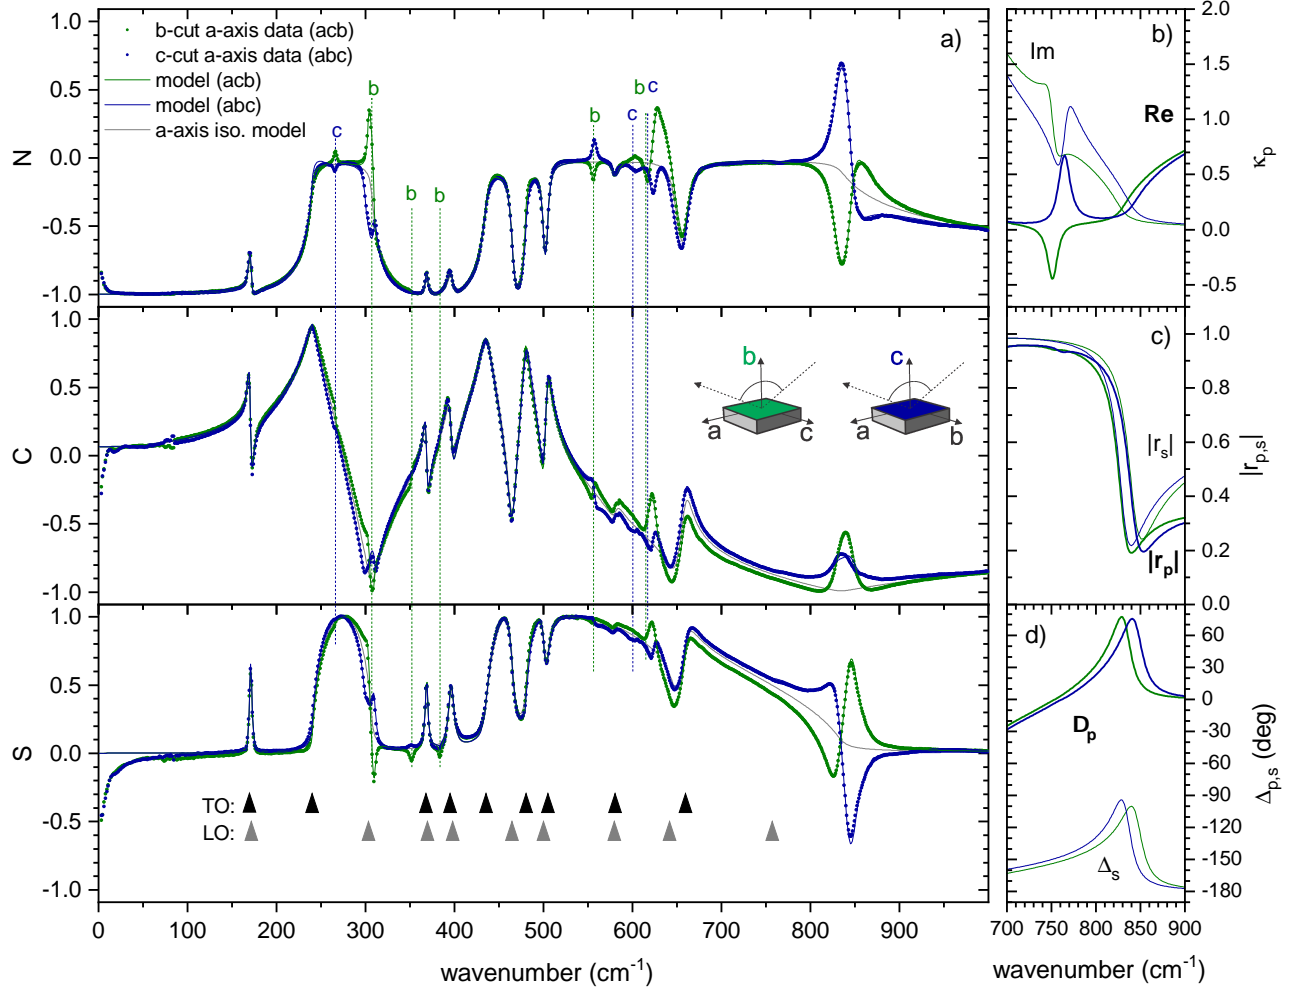 b-cut a-axis data (acb)
c-cut a-axis data (abc)
model (acb)
model (abc)
a-axis iso. model
a)
b
c
b
b
b
b
c
b
c
1.0
0.5
0.0
-0.5
-1.0
N
b)
Im
Re
2.0
1.5
1.0
0.5
0.0
-0.5
κp
1.0
0.5
0.0
-0.5
-1.0
C
b
a
c
c
a
b
c)
|rs|
|rp|
1.0
0.8
0.6
0.4
0.2
0.0
|rp,s|
1.0
0.5
0.0
-0.5
-1.0
S
TO:
LO:
d)
Dp
Δs
60
30
0
-30
-60
-90
-120
-150
-180
Δp,s (deg)
0 100 200 300 400 500 600 700 800 900
700 750 800 850 900
wavenumber (cm-1)
wavenumber (cm-1)